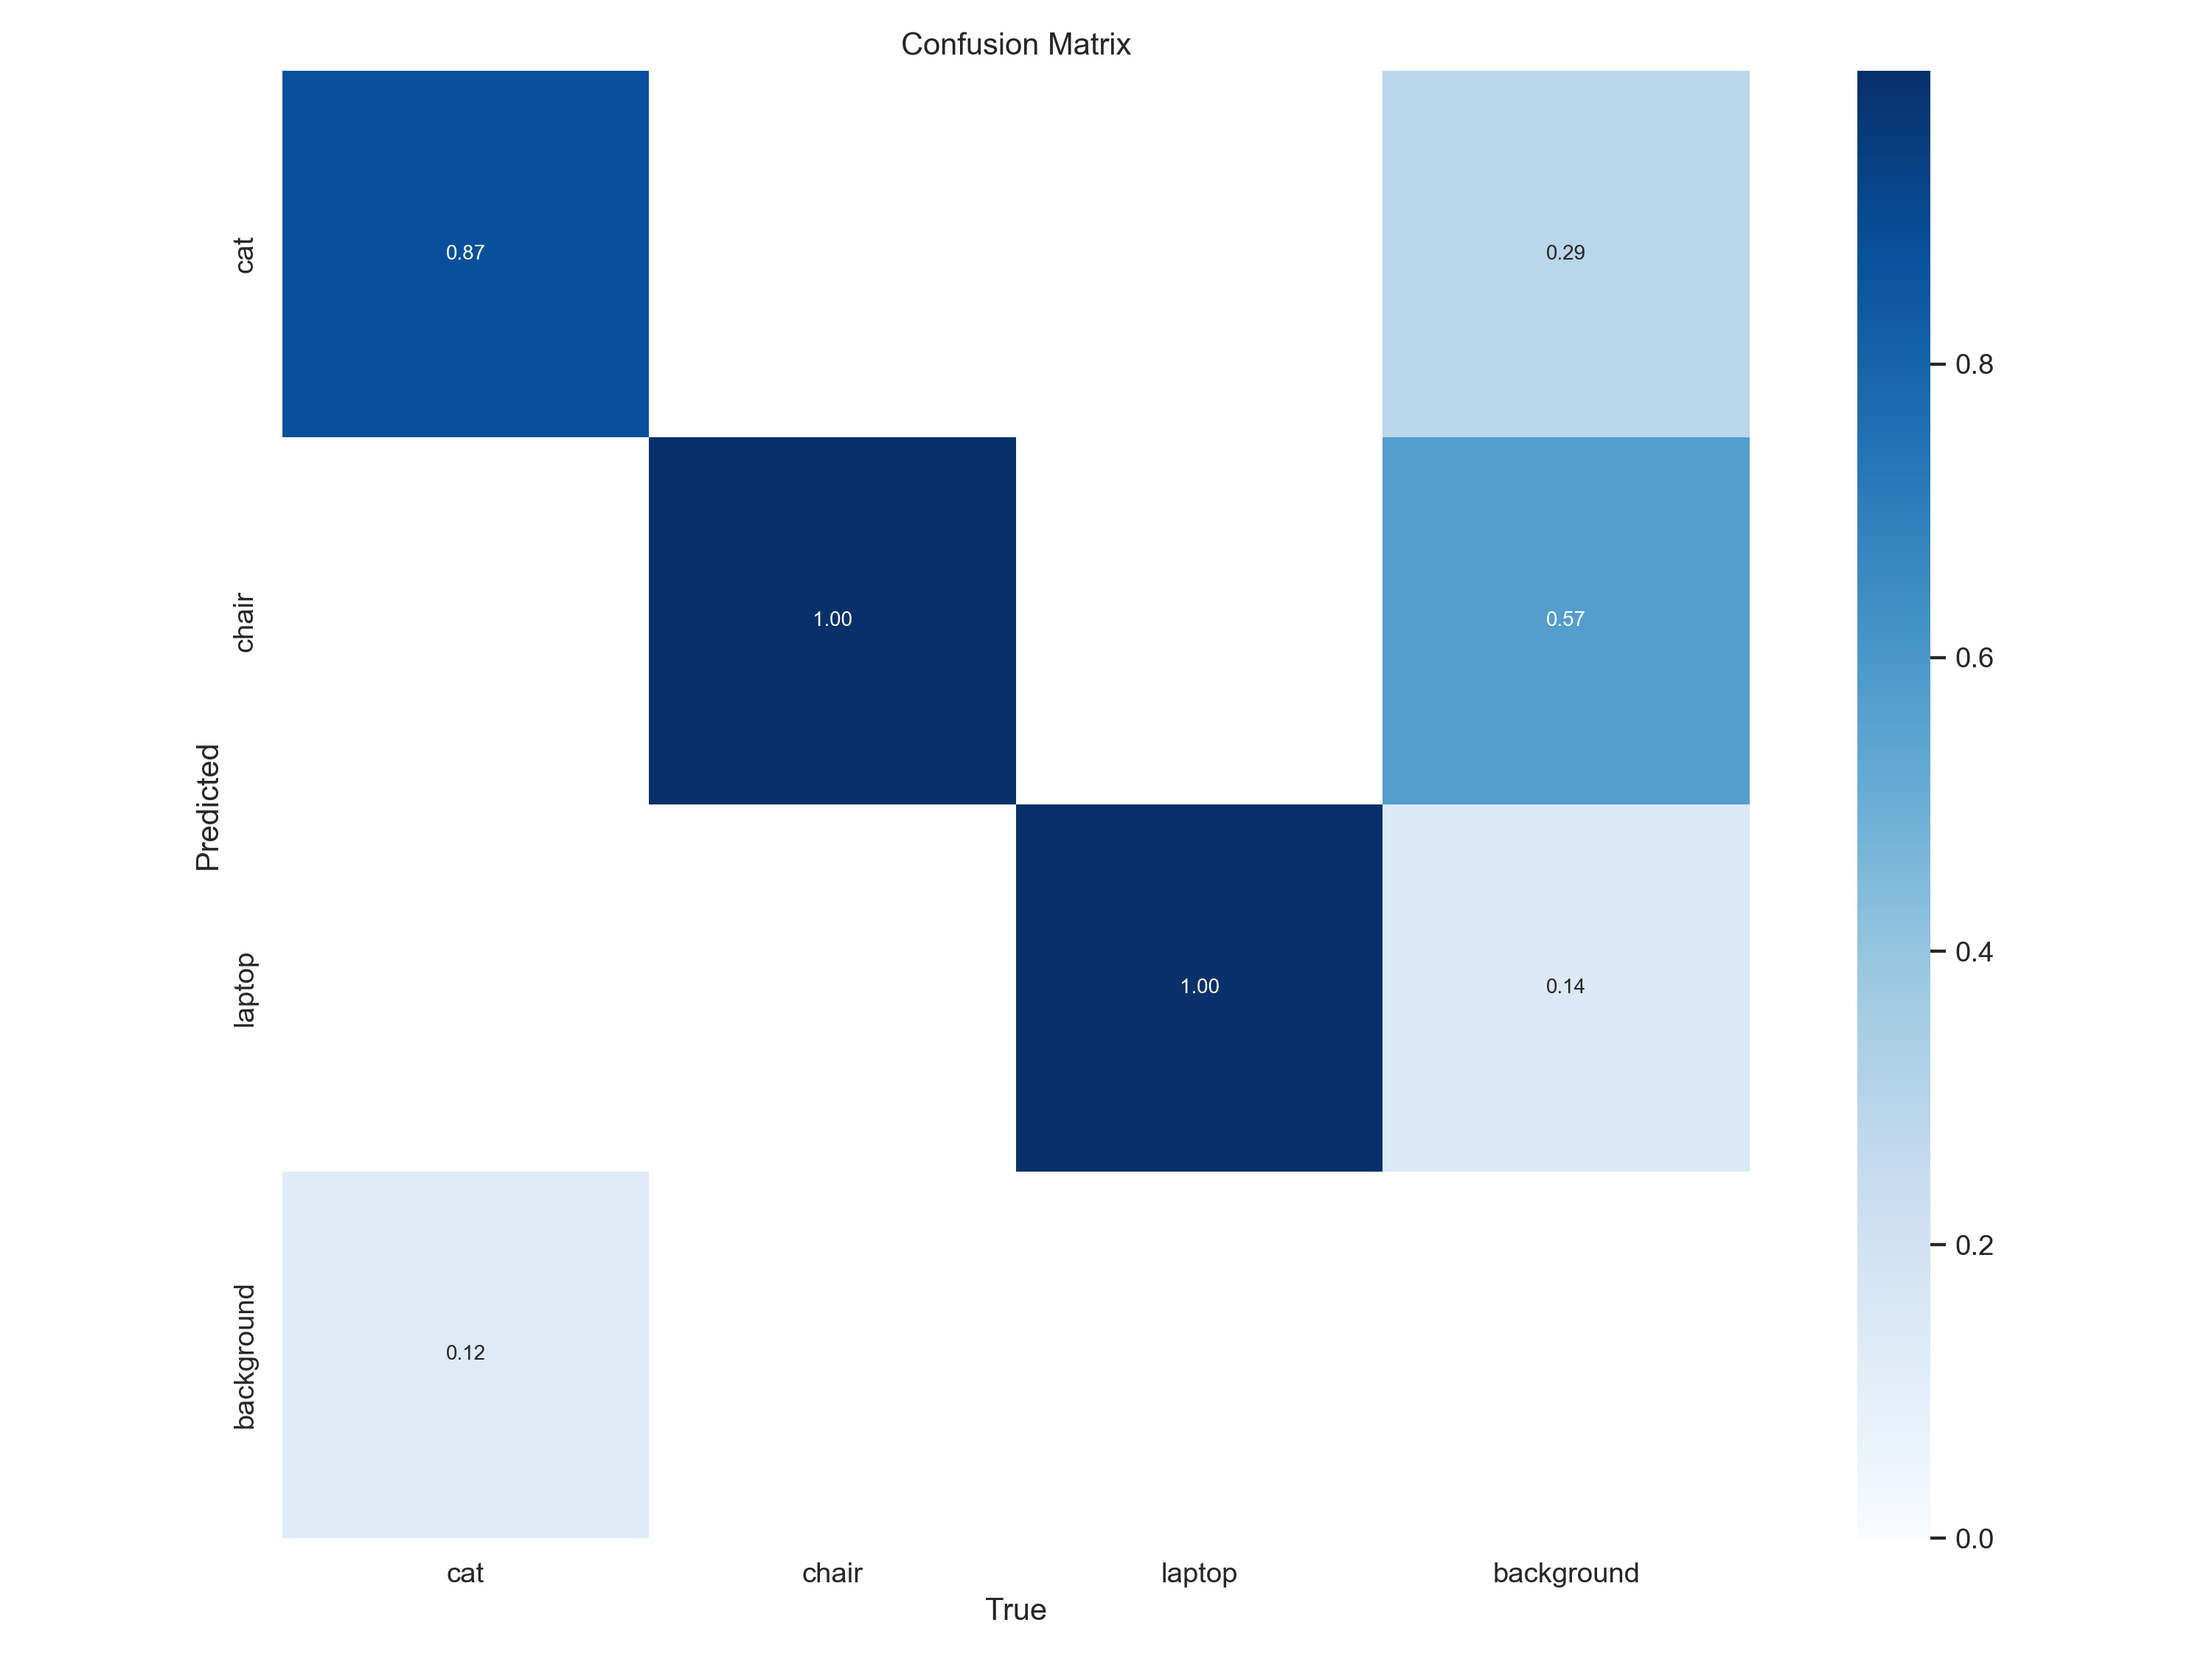 Confusion Matrix
cat
0.87
0.29
chair
1.00
0.57
laptop
1.00
0.14
background
0.12
cat chair laptop background
True
Predicted
0.8
0.6
0.4
0.2
0.0